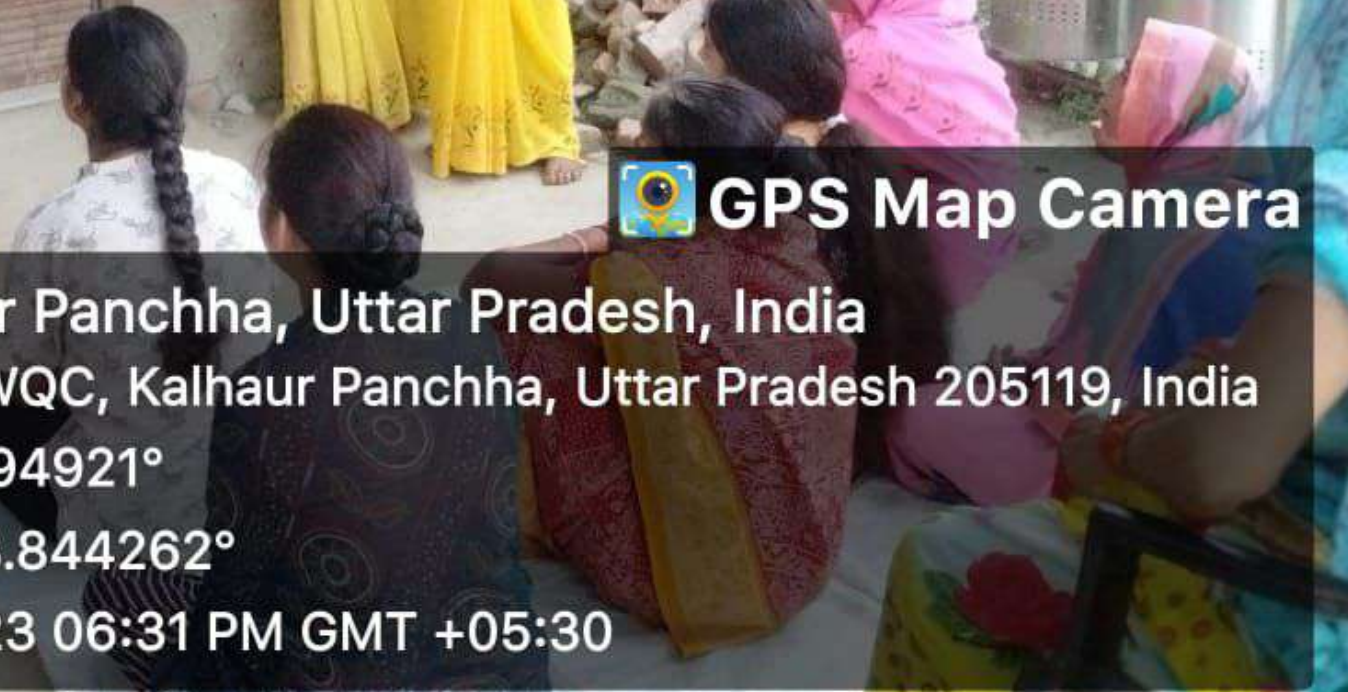 GPS Map Camera
r Panchha, Uttar Pradesh, India
WQC, Kalhaur Panchha, Uttar Pradesh 205119, India
94921°
.844262°
23 06:31 PM GMT +05:30